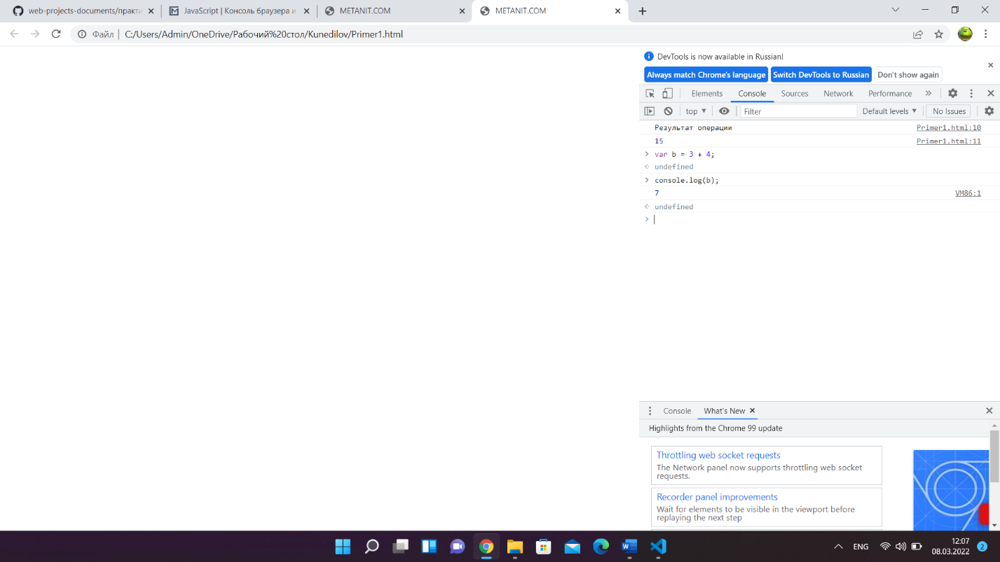 web-projects-documents/практи
JavaScript | Консоль браузера и
METANIT.COM
METANIT.COM
Файл
C:/Users/Admin/OneDrive/Рабочий%20стол/Kunedilov/Primer1.html
DevTools is now available in Russian!
Always match Chrome's language
Switch DevTools to Russian
Don't show again
Elements Console Sources Network Performance
top ▼ Filter Default levels ▼ No Issues
Результат операции Primer1.html:10
15 Primer1.html:11
var b = 3 + 4;
undefined
console.log(b);
7 VM86:1
undefined
Console What's New
Highlights from the Chrome 99 update
Throttling web socket requests
The Network panel now supports throttling web socket
requests.
Recorder panel improvements
Wait for elements to be visible in the viewport before
replaying the next step
ENG
12:07
08.03.2022
2